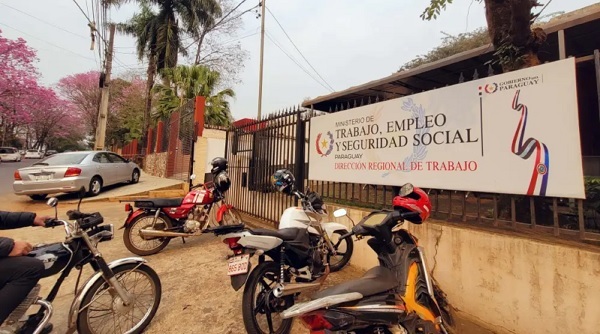 MINISTERIO DE
TRABAJO, EMPLEO
Y SEGURIDAD SOCIAL
PARAGUAY
DIRECCIÓN REGIONAL DE TRABAJO
GOBIERNO DEL
PARAGUAY